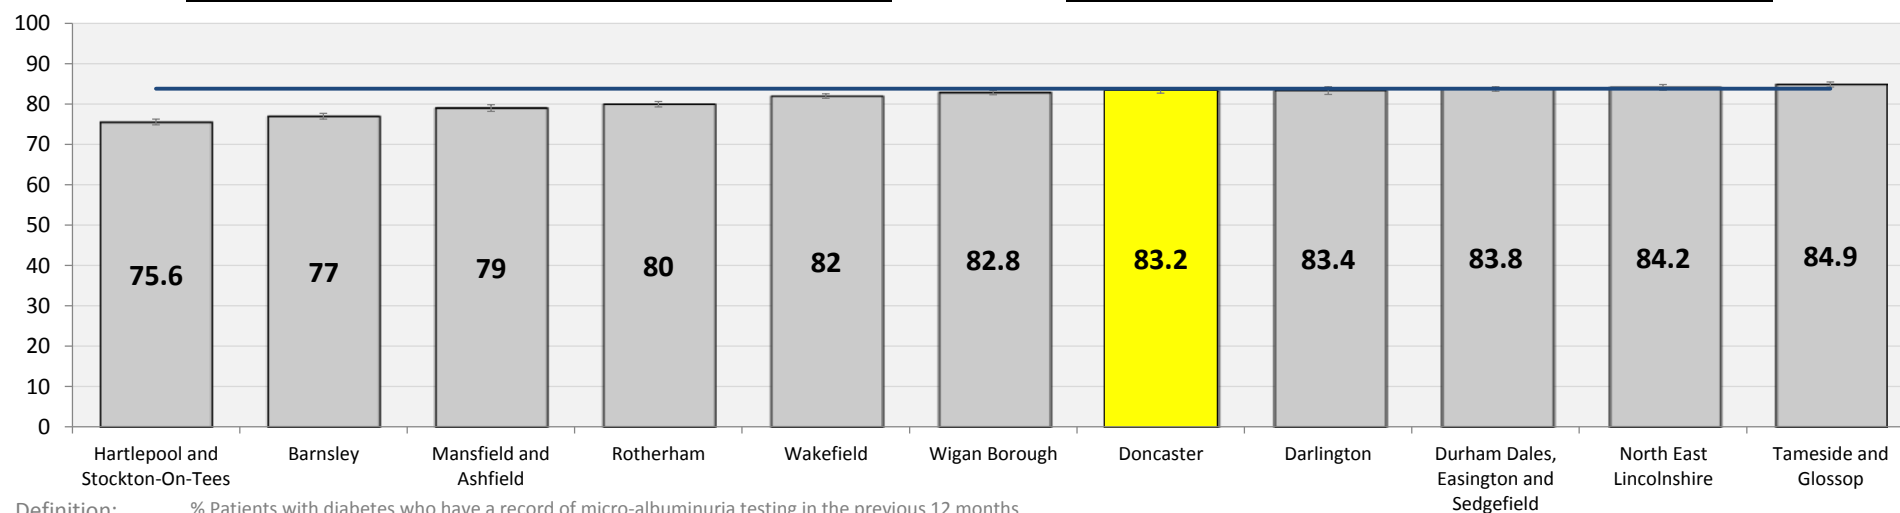 100
90
80
70
60
50
40
30
20
10
0
75.6
77
79
80
82
82.8
83.2
83.4
83.8
84.2
84.9
Hartlepool and
Stockton-On-Tees
Barnsley
Mansfield and
Ashfield
Rotherham
Wakefield
Wigan Borough
Doncaster
Darlington
Durham Dales,
Easington and
Sedgefield
North East
Lincolnshire
Tameside and
Glossop
Definition: % Patients with diabetes who have a record of micro-albuminuria testing in the previous 12 months